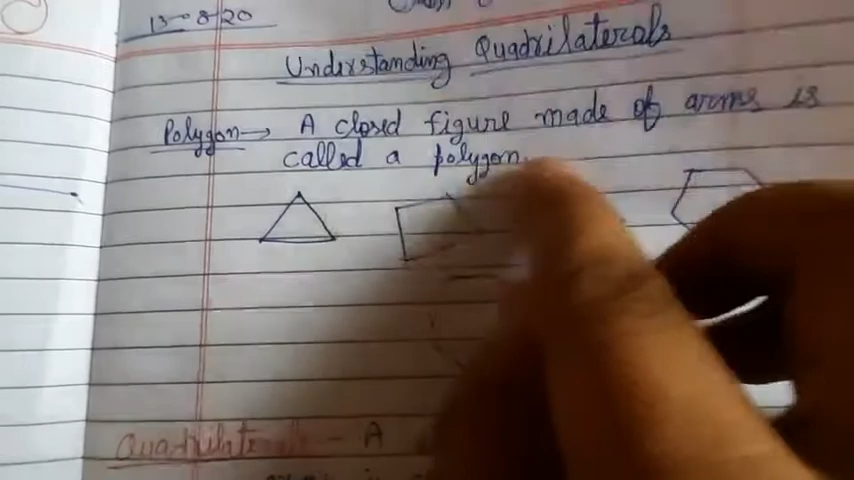 13-8-20
Understanding Quadrilaterals
Polygon → A closed figure made of arms is
called a polygon.
Quadrilateral - A